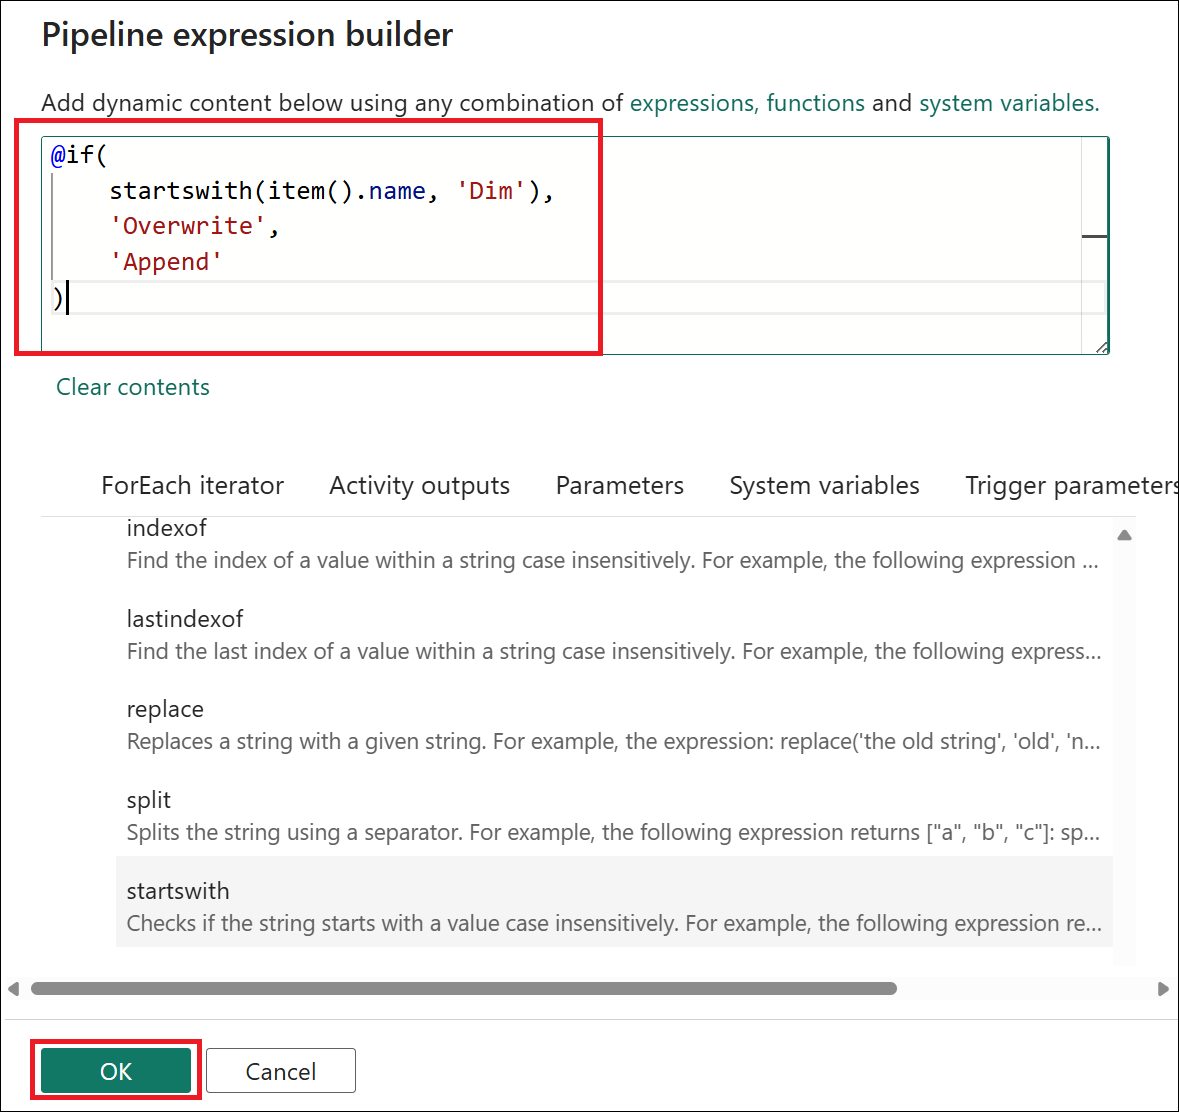 Pipeline expression builder
Add dynamic content below using any combination of expressions, functions and system variables.
@if(
startswith(item().name, 'Dim'),
'Overwrite',
'Append'
)
Clear contents
ForEach iterator Activity outputs Parameters System variables Trigger parameters
indexof
Find the index of a value within a string case insensitively. For example, the following expression ...
lastindexof
Find the last index of a value within a string case insensitively. For example, the following express...
replace
Replaces a string with a given string. For example, the expression: replace('the old string', 'old', 'n...
split
Splits the string using a separator. For example, the following expression returns ["a", "b", "c"]: sp...
startswith
Checks if the string starts with a value case insensitively. For example, the following expression re...
OK Cancel